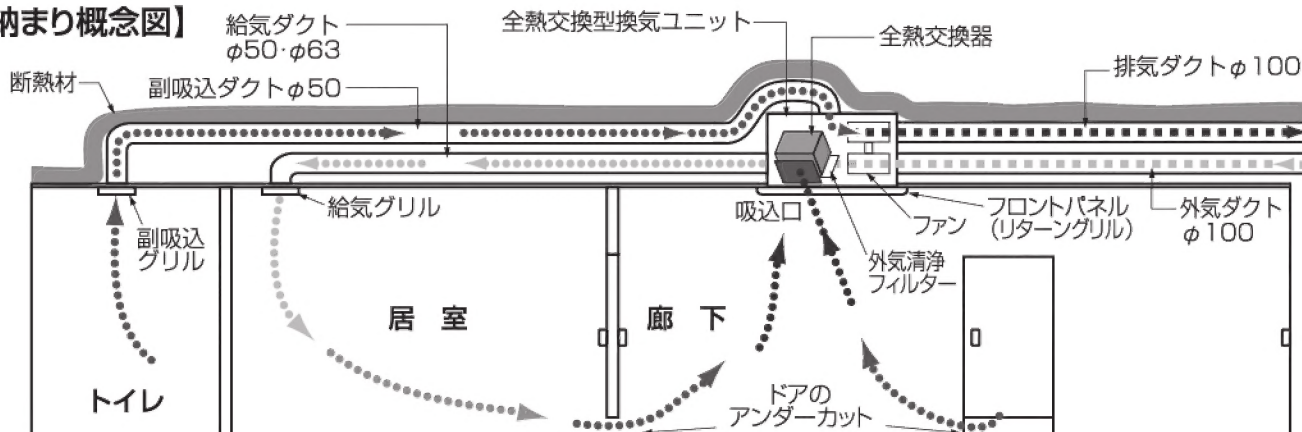 納まり概念図】
給気ダクト
φ50·φ63
全熱交換型換気ユニット
全熱交換器
断熱材
副吸込ダクトφ50
排気ダクトφ100
給気グリル
吸込口
ファン
フロントパネル
（リターングリル）
外気ダクト
φ100
副吸込
グリル
外気清浄
フィルター
居 室
廊 下
トイレ
ドアの
アンダーカット